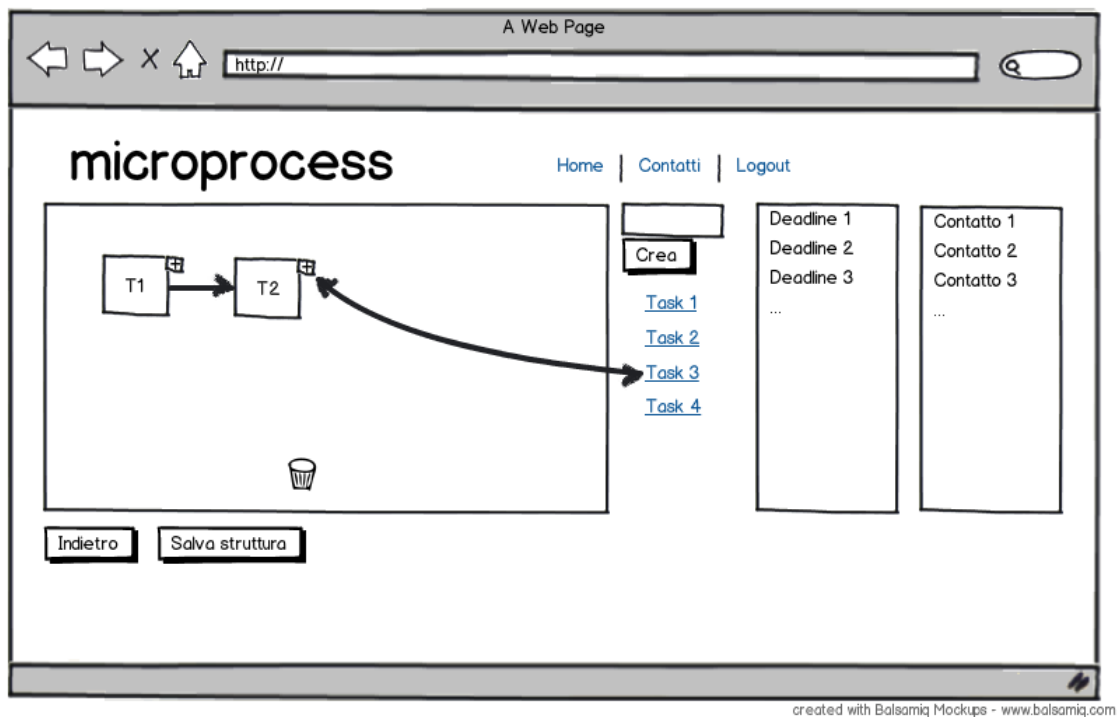 A Web Page
http://
microprocess
Home | Contatti | Logout
T1
T2
Crea
Task 1
Task 2
Task 3
Task 4
Deadline 1
Deadline 2
Deadline 3
...
Contatto 1
Contatto 2
Contatto 3
...
Indietro
Salva struttura
created with Balsamiq Mockups - www.balsamiq.com